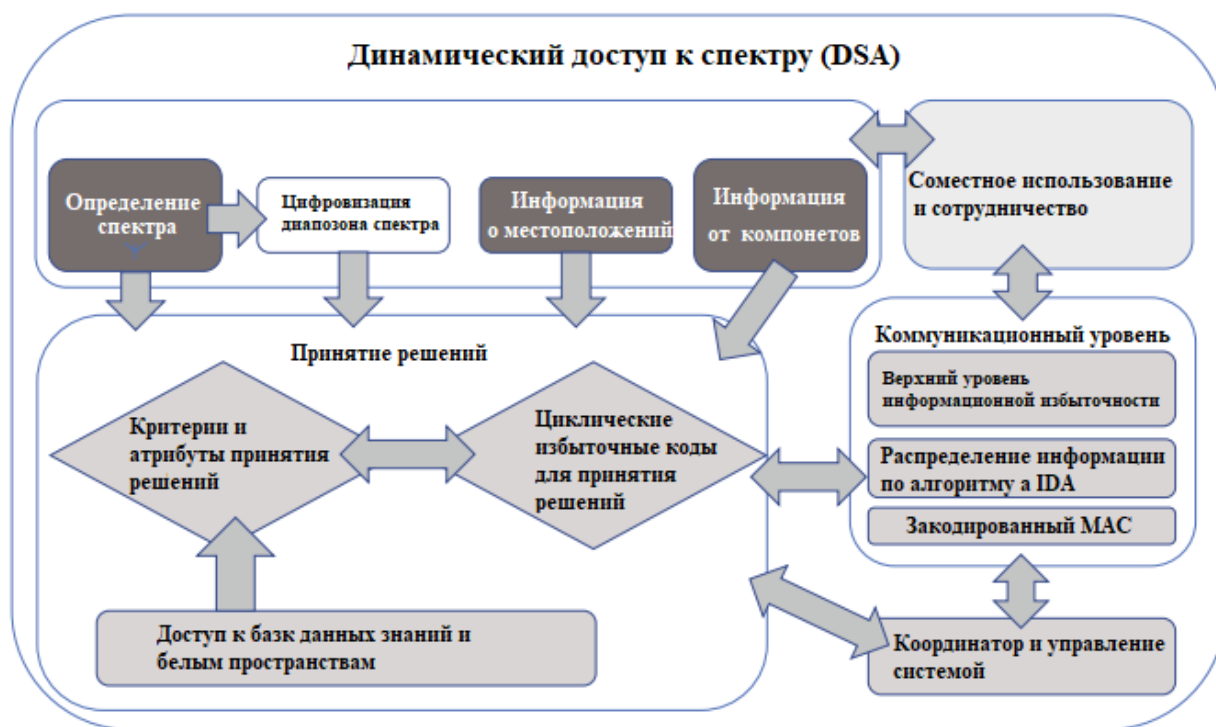 Динамический доступ к спектру (DSA)
Определение
спектра
Цифровизация
диапозона спектра
Информация
о местоположений
Информация
от компонетов
Соместное использование
и сотрудничество
Принятие решений
Критерии и
атрибуты принятия
решений
Циклические
избыточные коды
для принятия
решений
Доступ к базк данных знаний и
белым пространствам
Коммуникационный уровень
Верхний уровень
информационной избыточности
Распределение информации
по алгоритму а IDA
Закодированный MAC
Координатор и управление
системой